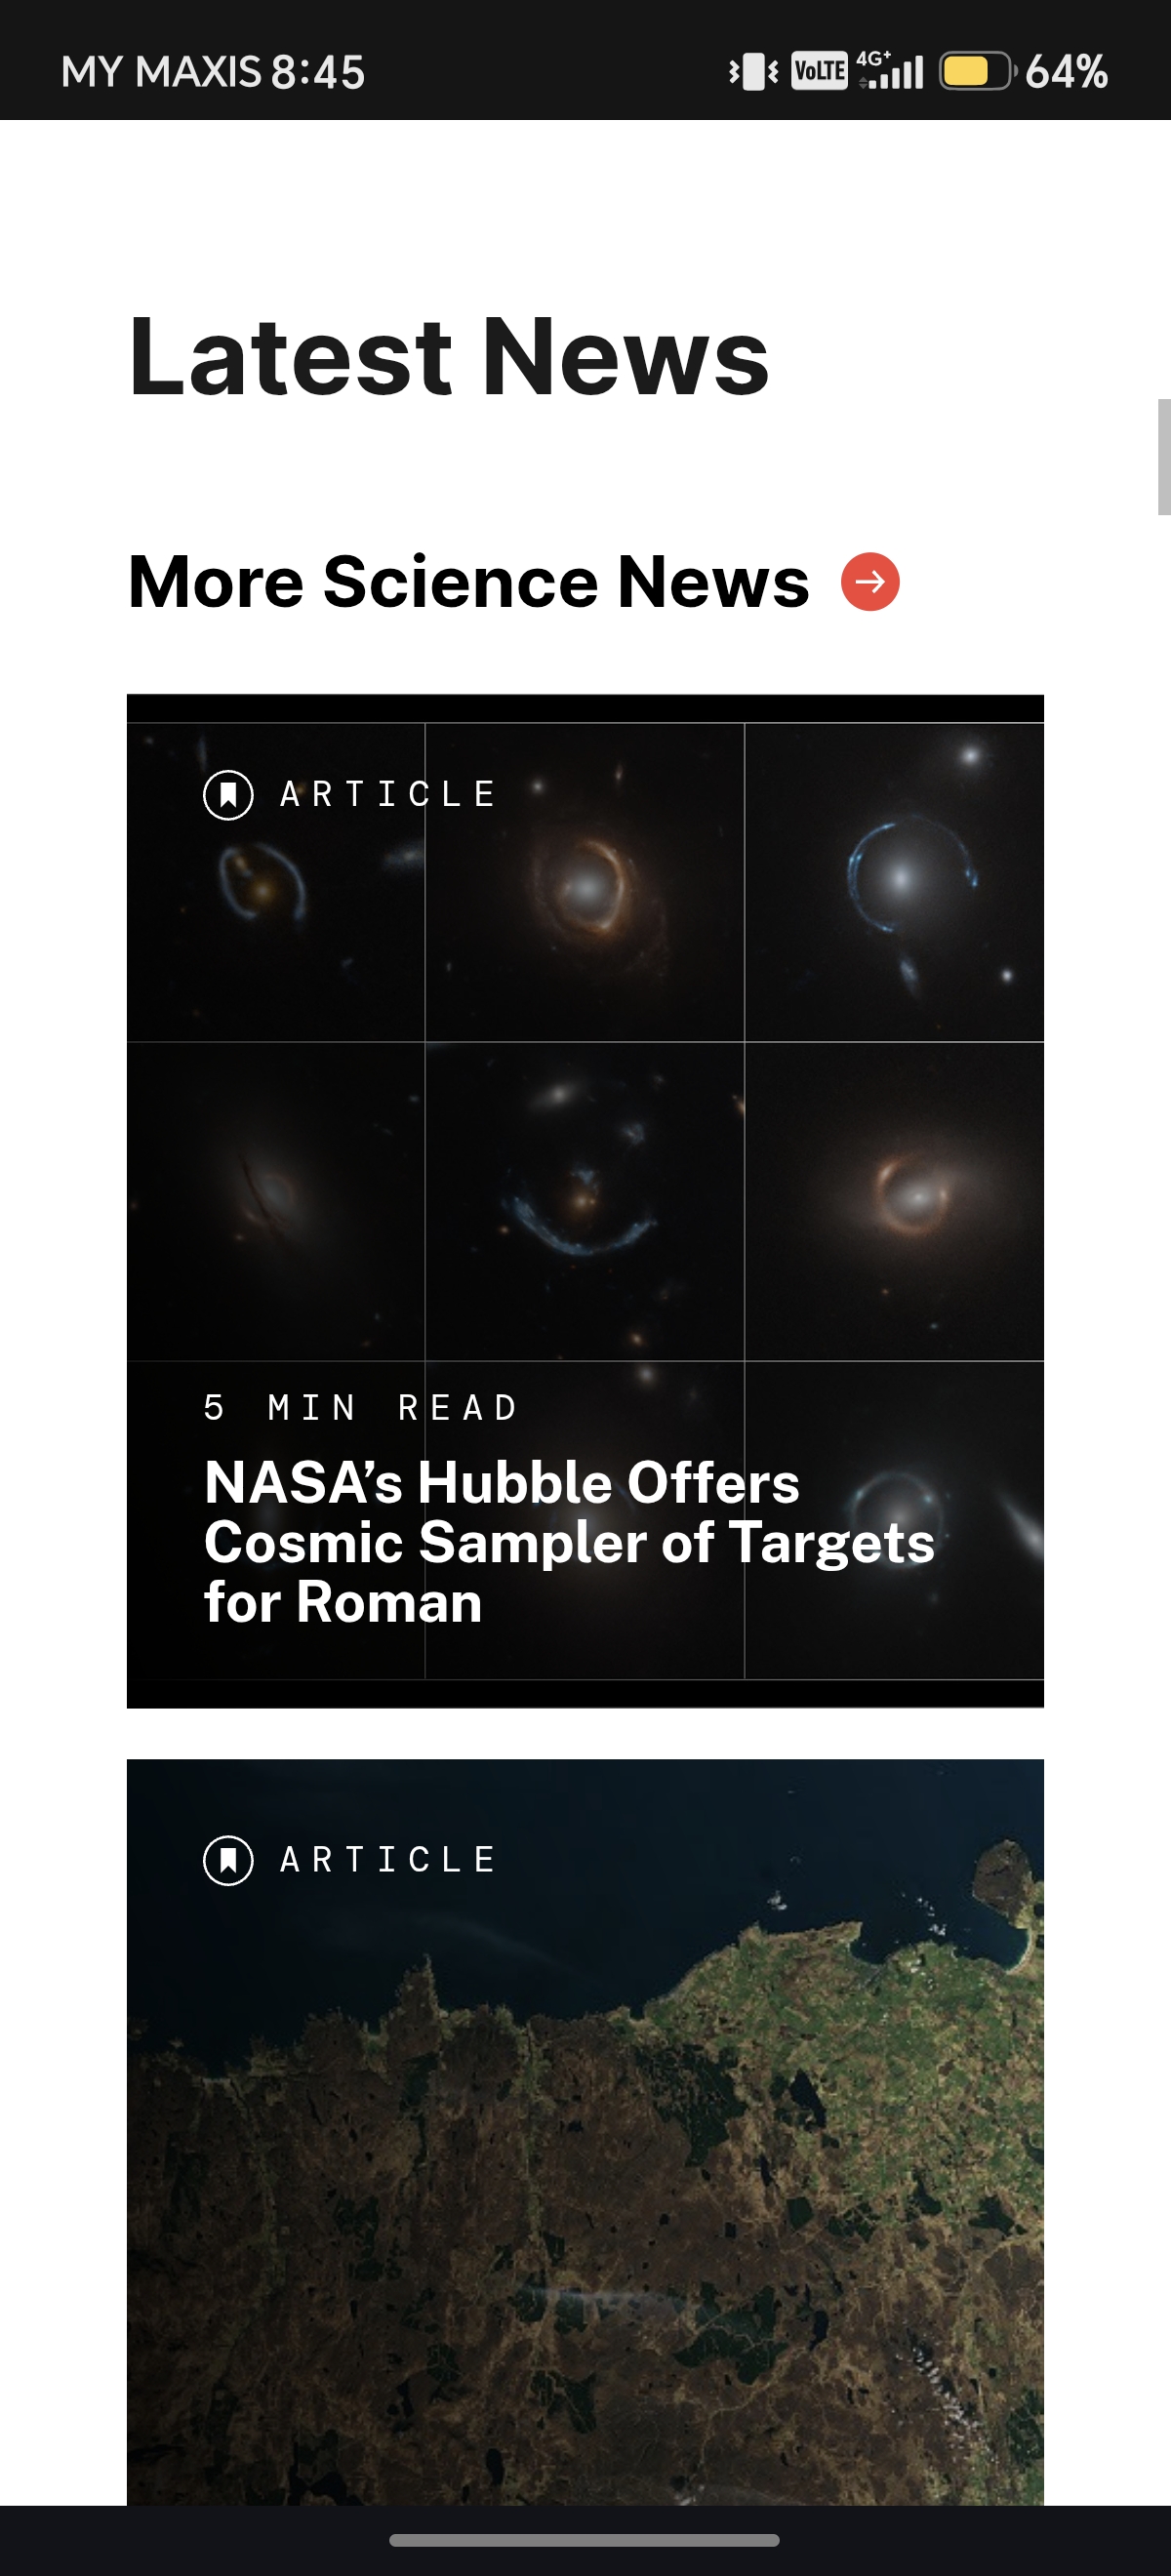 MY MAXIS 8:45 VoLTE 4G+ 64%
Latest News
More Science News
ARTICLE
5 MIN READ
NASA’s Hubble Offers
Cosmic Sampler of Targets
for Roman
ARTICLE